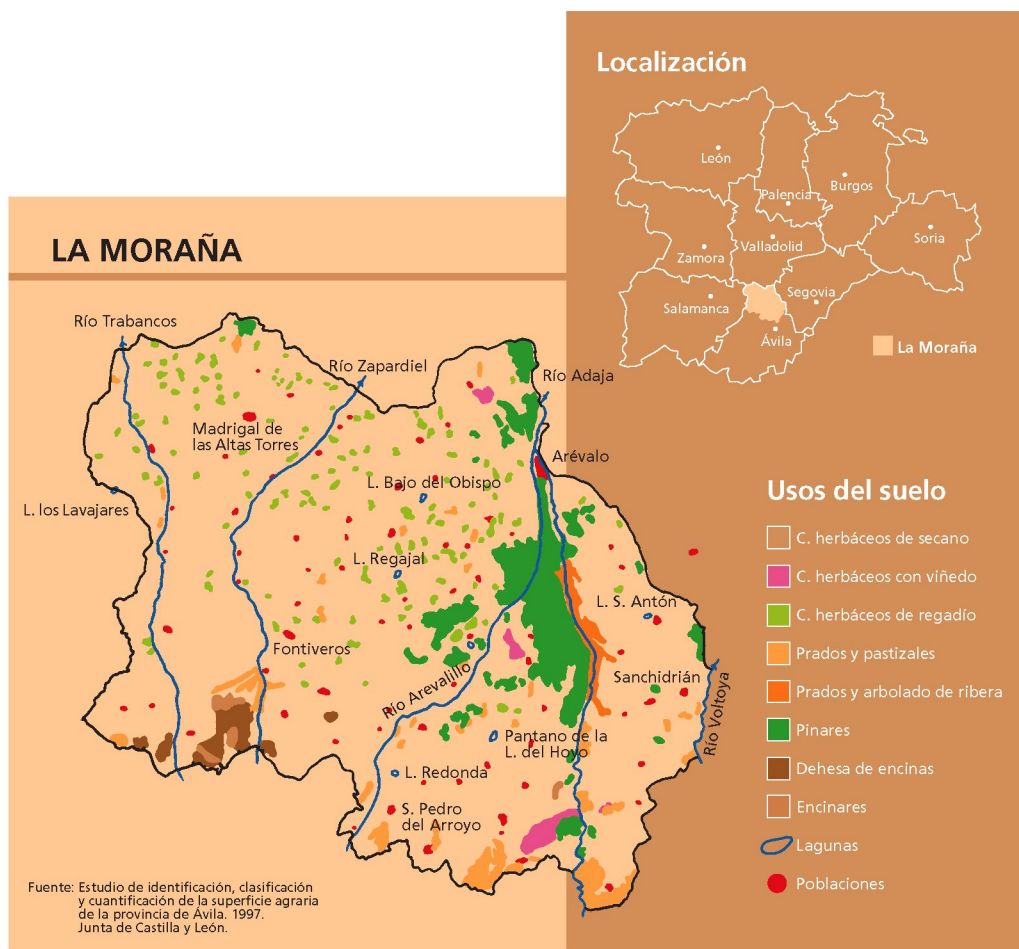 Localización
León
Palencia
Burgos
Soria
Zamora
Valladolid
Salamanca
Segovia
Ávila
La Moraña
LA MORAÑA
Río Trabancos
Río Zapardiel
Río Adaja
Madrigal de
las Altas Torres
Arévalo
L. Bajo del Obispo
L. los Lavajares
L. Regajal
L. S. Antón
Fontiveros
Río Arevalillo
Sanchidrián
Río Voltoya
Pantano de la
L. del Hoyo
L. Redonda
S. Pedro
del Arroyo
Usos del suelo
C. herbáceos de secano
C. herbáceos con viñedo
C. herbáceos de regadío
Prados y pastizales
Prados y arbolado de ribera
Pinares
Dehesa de encinas
Encinares
Lagunas
Poblaciones
Fuente: Estudio de identificación, clasificación
y cuantificación de la superficie agraria
de la provincia de Ávila. 1997.
Junta de Castilla y León.